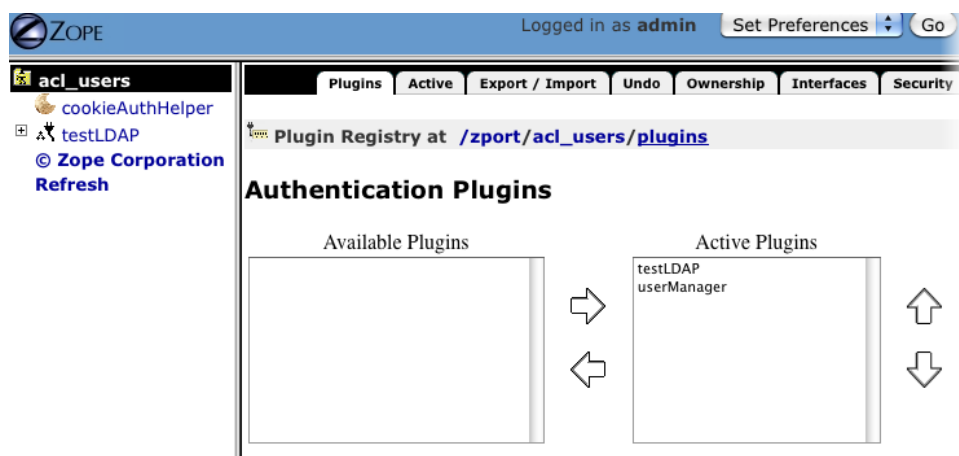 ZOPE
Logged in as admin Set Preferences Go
acl_users
cookieAuthHelper
testLDAP
© Zope Corporation
Refresh
Plugins Active Export / Import Undo Ownership Interfaces Security
Plugin Registry at /zport/acl_users/plugins
Authentication Plugins
Available Plugins Active Plugins
testLDAP
userManager